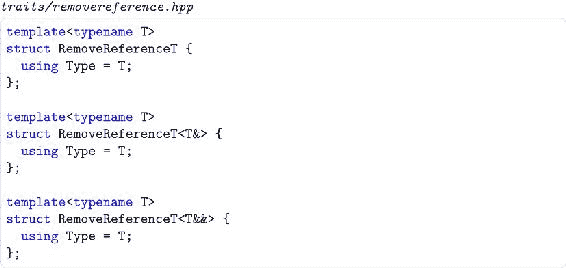 traits/removereference.hpp
template<typename T>
struct RemoveReferenceT {
  using Type = T;
};
template<typename T>
struct RemoveReferenceT<T&> {
  using Type = T;
};
template<typename T>
struct RemoveReferenceT<T&&> {
  using Type = T;
};